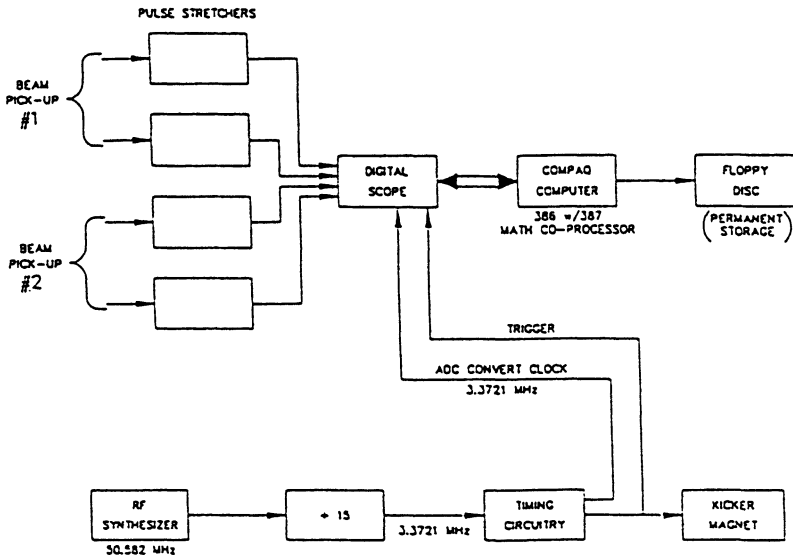 PULSE STRETCHERS
BEAM
PICK-UP
#1
BEAM
PICK-UP
#2
DIGITAL
SCOPE
COMPAQ
COMPUTER
386 w/387
MATH CO-PROCESSOR
FLOPPY
DISC
(PERMANENT
STORAGE)
TRIGGER
ADC CONVERT CLOCK
3.3721 MHz
RF
SYNTHESIZER
50.582 MHz
÷ 15
3.3721 MHz
TIMING
CIRCUITRY
KICKER
MAGNET